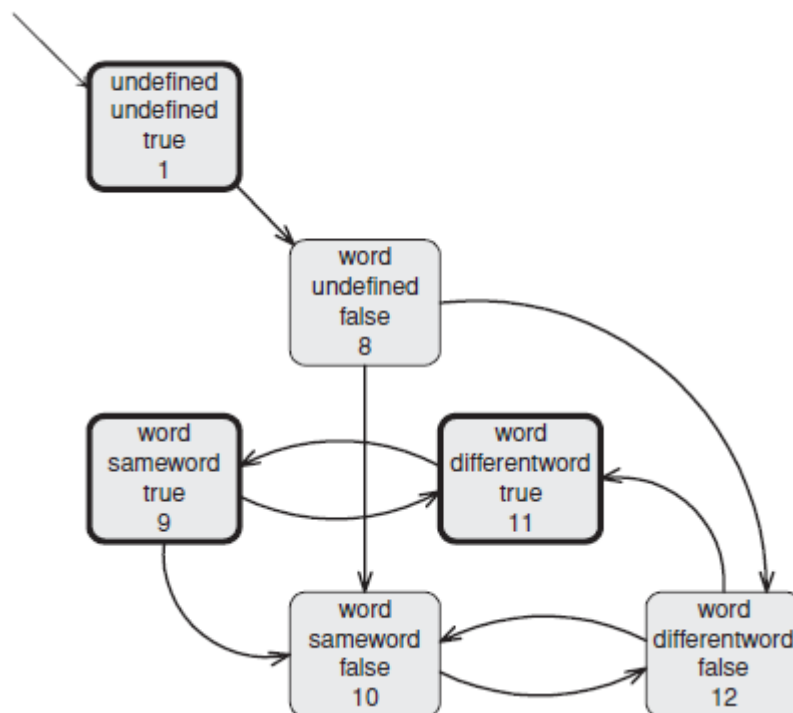 undefined
undefined
true
1
word
undefined
false
8
word
sameword
true
9
word
differentword
true
11
word
sameword
false
10
word
differentword
false
12